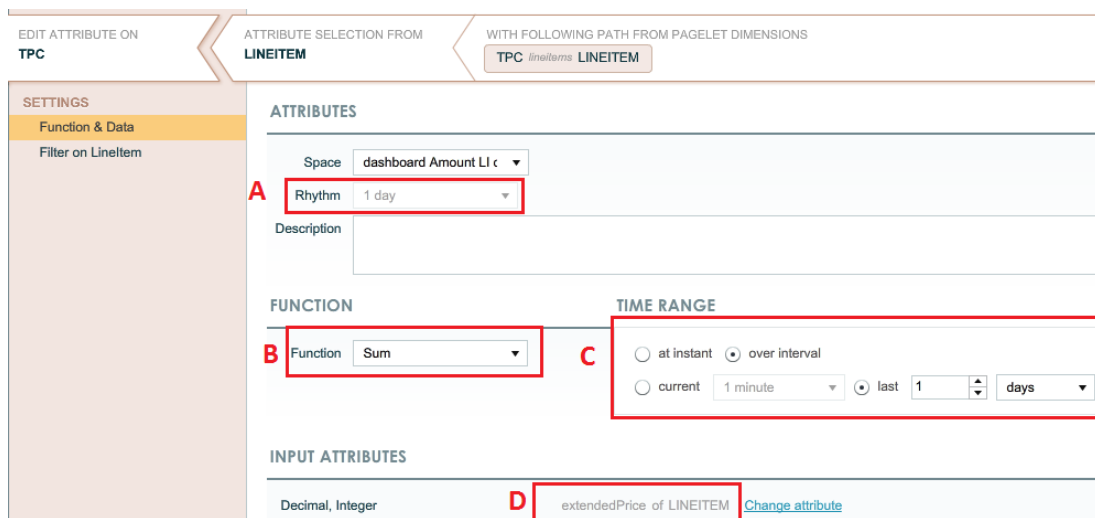 EDIT ATTRIBUTE ON
TPC
ATTRIBUTE SELECTION FROM
LINEITEM
WITH FOLLOWING PATH FROM PAGELET DIMENSIONS
TPC lineitems LINEITEM
SETTINGS
Function & Data
Filter on LineItem
ATTRIBUTES
Space dashboard Amount LI c
A Rhythm 1 day
Description
FUNCTION
B Function Sum
TIME RANGE
C at instant over interval
current 1 minute last 1 days
INPUT ATTRIBUTES
Decimal, Integer D extendedPrice of LINEITEM Change attribute